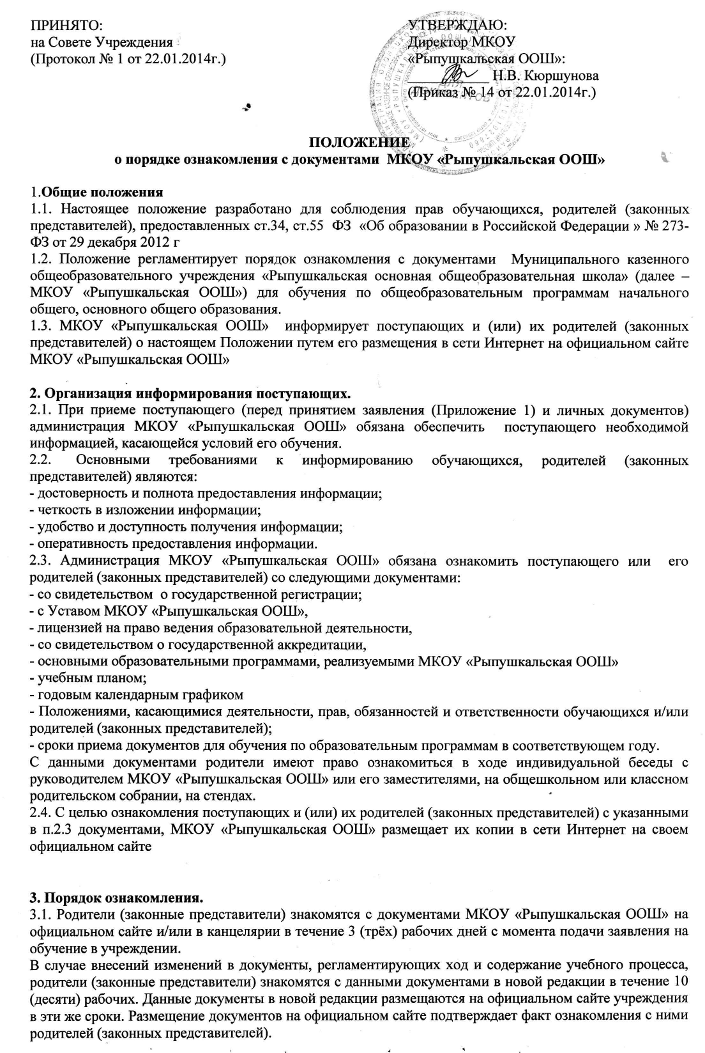 ПРИНЯТО:
на Совете Учреждения
(Протокол № 1 от 22.01.2014г.)
УТВЕРЖДАЮ:
Директор МКОУ
«Рыпушкальская ООШ»:
___________ Н.В. Кюршунова
(Приказ № 14 от 22.01.2014г.)
ПОЛОЖЕНИЕ
о порядке ознакомления с документами МКОУ «Рыпушкальская ООШ»
1.Общие положения
1.1. Настоящее положение разработано для соблюдения прав обучающихся, родителей (законных
представителей), предоставленных ст.34, ст.55 ФЗ «Об образовании в Российской Федерации » № 273-
ФЗ от 29 декабря 2012 г
1.2. Положение регламентирует порядок ознакомления с документами Муниципального казенного
общеобразовательного учреждения «Рыпушкальская основная общеобразовательная школа» (далее –
МКОУ «Рыпушкальская ООШ») для обучения по общеобразовательным программам начального
общего, основного общего образования.
1.3. МКОУ «Рыпушкальская ООШ» информирует поступающих и (или) их родителей (законных
представителей) о настоящем Положении путем его размещения в сети Интернет на официальном сайте
МКОУ «Рыпушкальская ООШ»
2. Организация информирования поступающих.
2.1. При приеме поступающего (перед принятием заявления (Приложение 1) и личных документов)
администрация МКОУ «Рыпушкальская ООШ» обязана обеспечить поступающего необходимой
информацией, касающейся условий его обучения.
2.2. Основными требованиями к информированию обучающихся, родителей (законных
представителей) являются:
- достоверность и полнота предоставления информации;
- четкость в изложении информации;
- удобство и доступность получения информации;
- оперативность предоставления информации.
2.3. Администрация МКОУ «Рыпушкальская ООШ» обязана ознакомить поступающего или его
родителей (законных представителей) со следующими документами:
- со свидетельством о государственной регистрации;
- с Уставом МКОУ «Рыпушкальская ООШ»,
- лицензией на право ведения образовательной деятельности,
- со свидетельством о государственной аккредитации,
- основными образовательными программами, реализуемыми МКОУ «Рыпушкальская ООШ»
- учебным планом;
- годовым календарным графиком
- Положениями, касающимися деятельности, прав, обязанностей и ответственности обучающихся и/или
родителей (законных представителей);
- сроки приема документов для обучения по образовательным программам в соответствующем году.
С данными документами родители имеют право ознакомиться в ходе индивидуальной беседы с
руководителем МКОУ «Рыпушкальская ООШ» или его заместителями, на общешкольном или классном
родительском собрании, на стендах.
2.4. С целью ознакомления поступающих и (или) их родителей (законных представителей) с указанными
в п.2.3 документами, МКОУ «Рыпушкальская ООШ» размещает их копии в сети Интернет на своем
официальном сайте
3. Порядок ознакомления.
3.1. Родители (законные представители) знакомятся с документами МКОУ «Рыпушкальская ООШ» на
официальном сайте и/или в канцелярии в течение 3 (трёх) рабочих дней с момента подачи заявления на
обучение в учреждении.
В случае внесений изменений в документы, регламентирующих ход и содержание учебного процесса,
родители (законные представители) знакомятся с данными документами в новой редакции в течение 10
(десяти) рабочих. Данные документы в новой редакции размещаются на официальном сайте учреждения
в эти же сроки. Размещение документов на официальном сайте подтверждает факт ознакомления с ними
родителей (законных представителей).